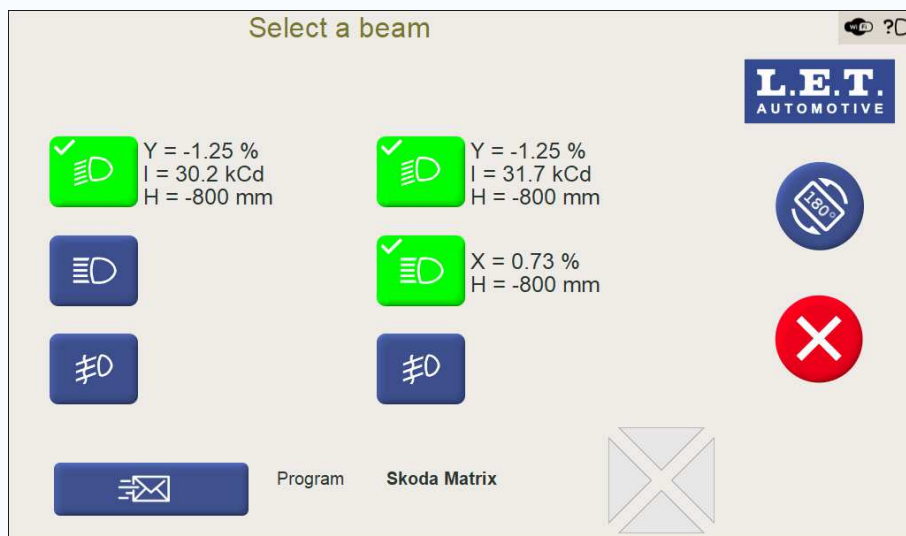 Select a beam
WiFi
?
L.E.T.
AUTOMOTIVE
Y = -1.25 %
I = 30.2 kCd
H = -800 mm
Y = -1.25 %
I = 31.7 kCd
H = -800 mm
180°
X = 0.73 %
H = -800 mm
Program Skoda Matrix